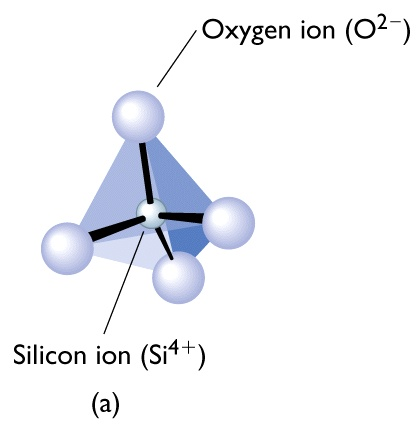 Oxygen ion (O²⁻)
Silicon ion (Si⁴⁺)
(a)